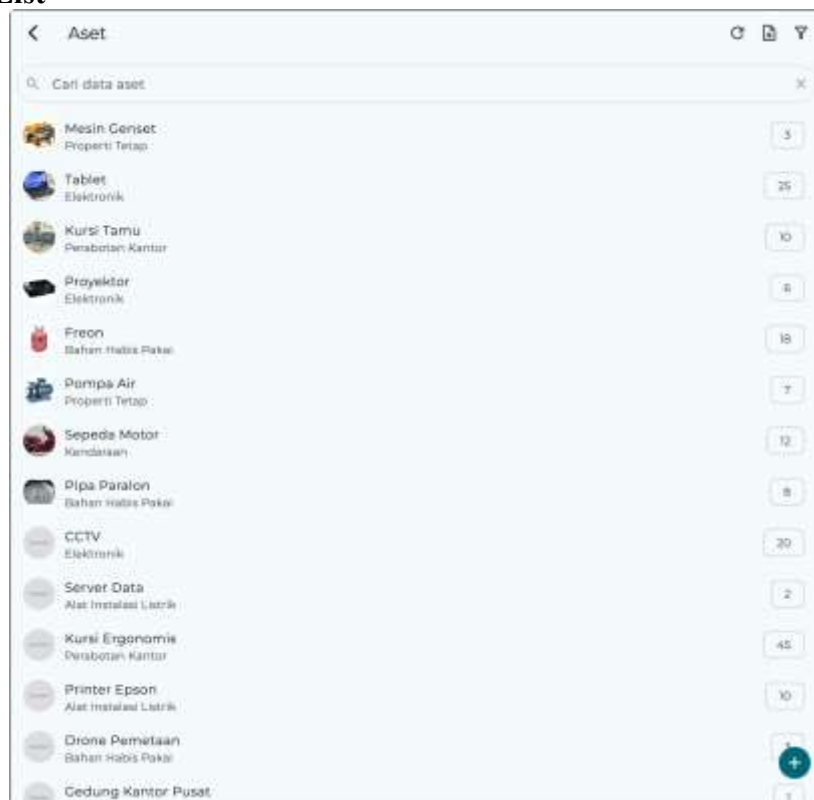 List
Aset
Cari data aset
Mesin Genset
Properti Tetap
3
Tablet
Elektronik
25
Kursi Tamu
Perabotan Kantor
10
Proyektor
Elektronik
6
Freon
Bahan Habis Pakai
18
Pompa Air
Properti Tetap
7
Sepeda Motor
Kendaraan
12
Pipa Paralon
Bahan Habis Pakai
8
CCTV
Elektronik
20
Server Data
Alat Instalasi Listrik
2
Kursi Ergonomis
Perabotan Kantor
45
Printer Epson
Alat Instalasi Listrik
10
Drone Pemetaan
Bahan Habis Pakai
Gedung Kantor Pusat